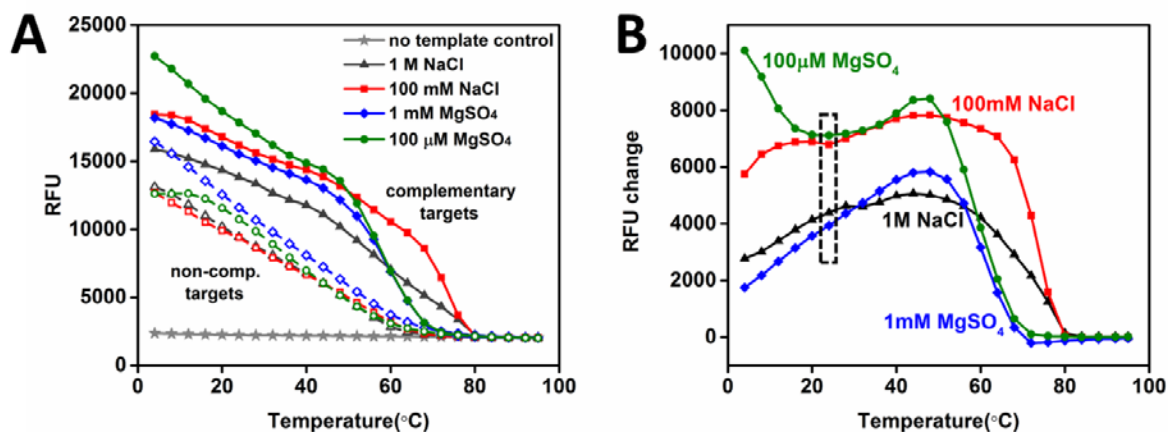 A
RFU
25000
20000
15000
10000
5000
0
no template control
1 M NaCl
100 mM NaCl
1 mM MgSO₄
100 μM MgSO₄
complementary
targets
non-comp.
targets
0 20 40 60 80 100
Temperature(°C)
B
RFU change
10000
8000
6000
4000
2000
0
100μM MgSO₄
100mM NaCl
1M NaCl
1mM MgSO₄
0 20 40 60 80 100
Temperature(°C)